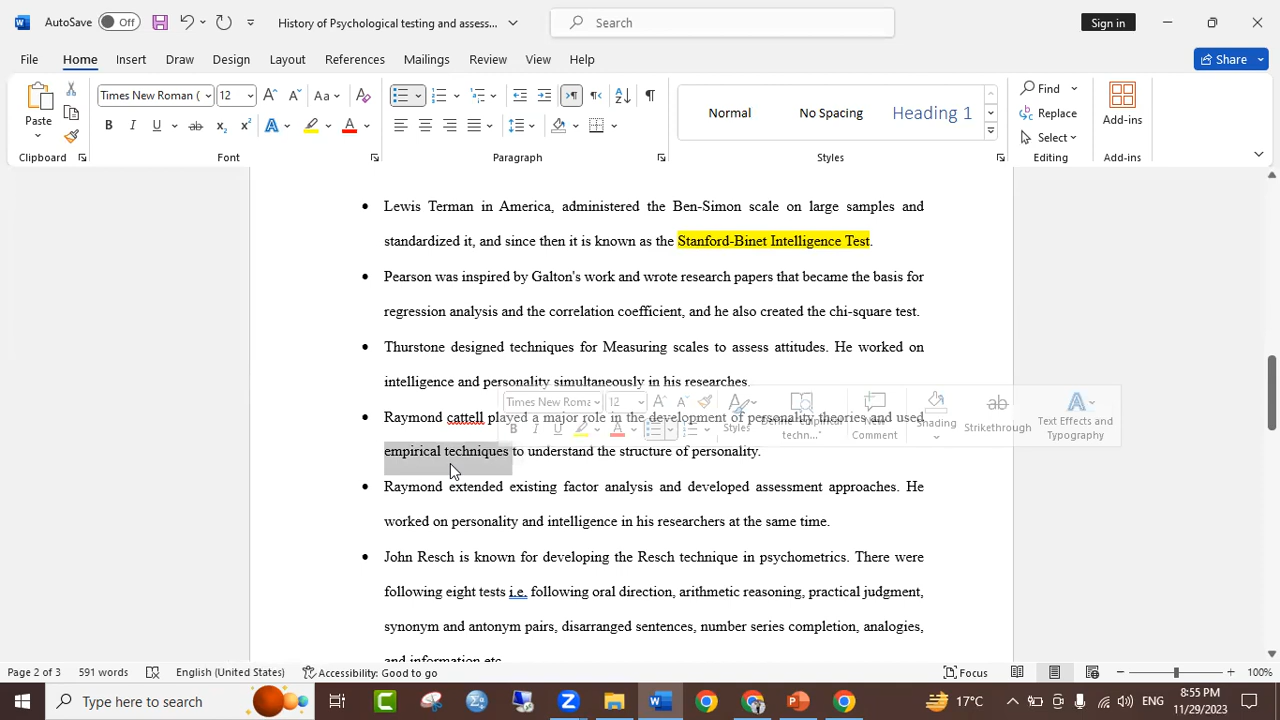 AutoSave Off History of Psychological testing and assess... Search Sign in
File Home Insert Draw Design Layout References Mailings Review View Help Share
Times New Roman ( 12 Aa
Paste B I U ab x₂ x² A A A
Normal No Spacing Heading 1
Find
Replace
Select
Add-ins
Clipboard Font Paragraph Styles Editing Add-ins
• Lewis Terman in America, administered the Ben-Simon scale on large samples and
standardized it, and since then it is known as the Stanford-Binet Intelligence Test.
• Pearson was inspired by Galton's work and wrote research papers that became the basis for
regression analysis and the correlation coefficient, and he also created the chi-square test.
• Thurstone designed techniques for Measuring scales to assess attitudes. He worked on
intelligence and personality simultaneously in his researches.
• Raymond cattell played a major role in the development of personality theories and used
empirical techniques to understand the structure of personality.
Times New Roma 12
B I U A
Styles
Define "empirical techn..."
New Comment
Shading
ab Strikethrough
Text Effects and Typography
• Raymond extended existing factor analysis and developed assessment approaches. He
worked on personality and intelligence in his researchers at the same time.
• John Resch is known for developing the Resch technique in psychometrics. There were
following eight tests i.e. following oral direction, arithmetic reasoning, practical judgment,
synonym and antonym pairs, disarranged sentences, number series completion, analogies,
and information etc.
Page 2 of 3 591 words English (United States) Accessibility: Good to go Focus 100%
Type here to search 17°C ENG 8:55 PM
11/29/2023